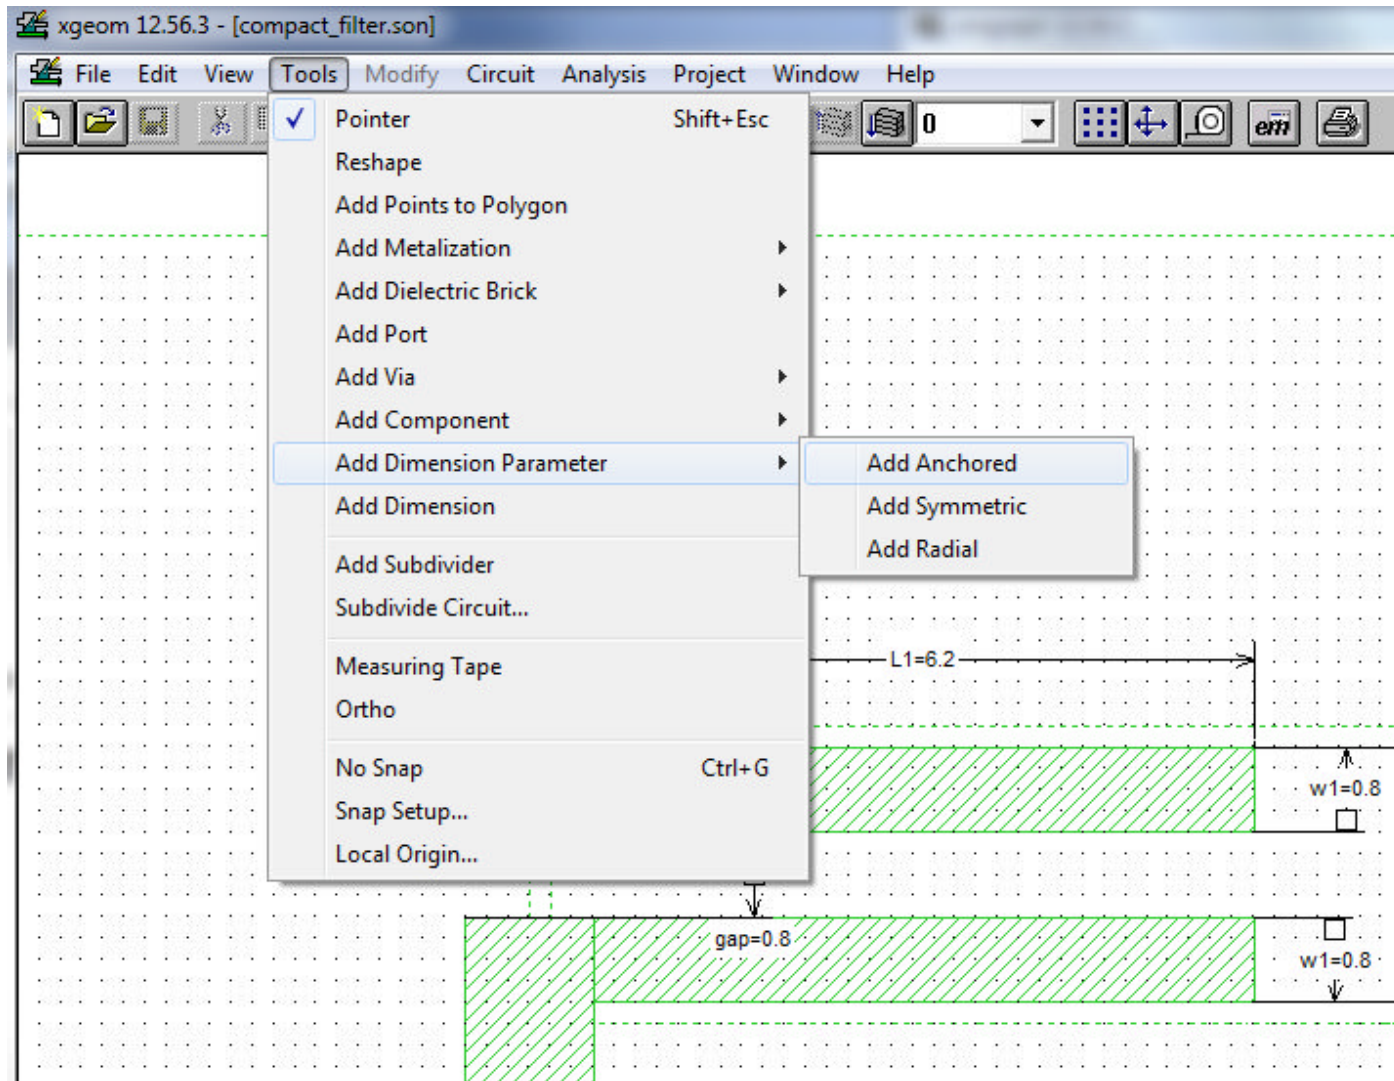 xgeom 12.56.3 - [compact_filter.son]
File Edit View Tools Modify Circuit Analysis Project Window Help
0 em
Pointer Shift+Esc
Reshape
Add Points to Polygon
Add Metalization
Add Dielectric Brick
Add Port
Add Via
Add Component
Add Dimension Parameter
Add Anchored
Add Dimension
Add Symmetric
Add Radial
Add Subdivider
Subdivide Circuit...
Measuring Tape
L1=6.2
Ortho
No Snap Ctrl+G
w1=0.8
Snap Setup...
Local Origin...
gap=0.8
w1=0.8